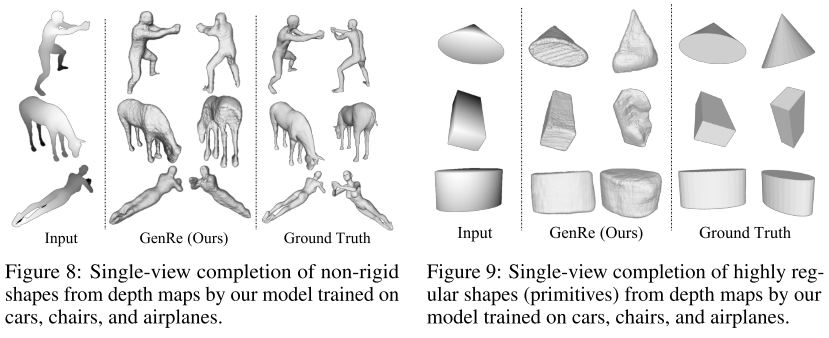 Input
GenRe (Ours)
Ground Truth
Figure 8: Single-view completion of non-rigid
shapes from depth maps by our model trained on
cars, chairs, and airplanes.
Input
GenRe (Ours)
Ground Truth
Figure 9: Single-view completion of highly reg-
ular shapes (primitives) from depth maps by our
model trained on cars, chairs, and airplanes.